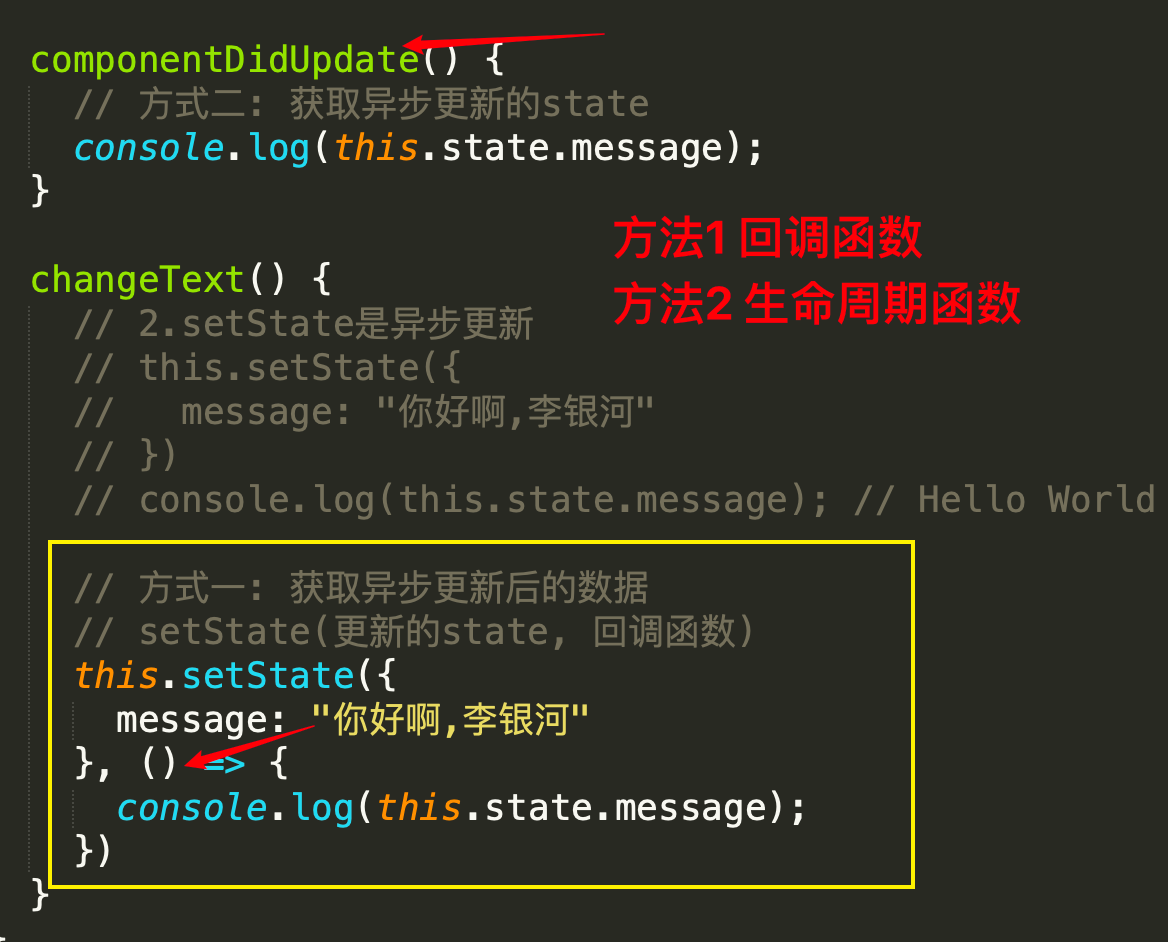 componentDidUpdate() {
// 方式二: 获取异步更新的state
console.log(this.state.message);
}
方法1 回调函数
方法2 生命周期函数
changeText() {
// 2.setState是异步更新
// this.setState({
//   message: "你好啊,李银河"
// })
// console.log(this.state.message); // Hello World
// 方式一: 获取异步更新后的数据
// setState(更新的state, 回调函数)
this.setState({
message: "你好啊,李银河"
}, () => {
console.log(this.state.message);
})
}